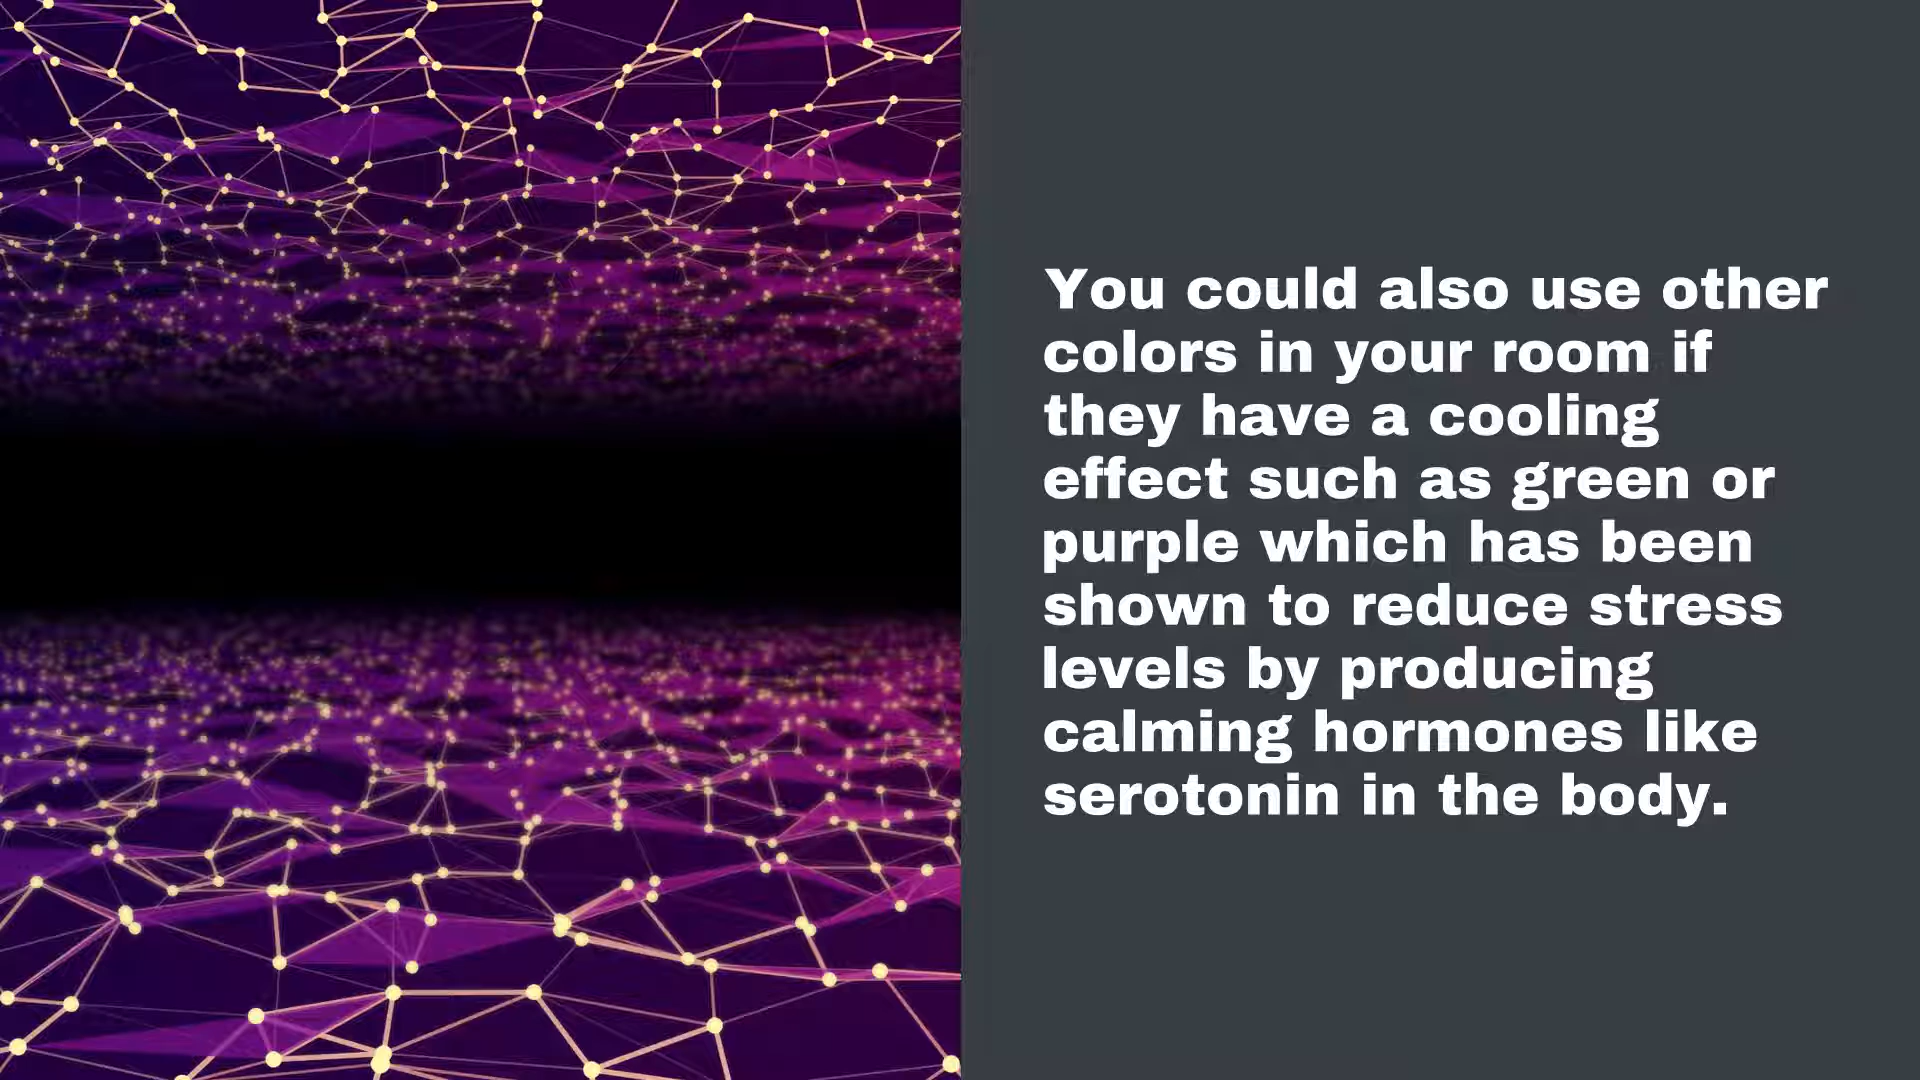 You could also use other
colors in your room if
they have a cooling
effect such as green or
purple which has been
shown to reduce stress
levels by producing
calming hormones like
serotonin in the body.